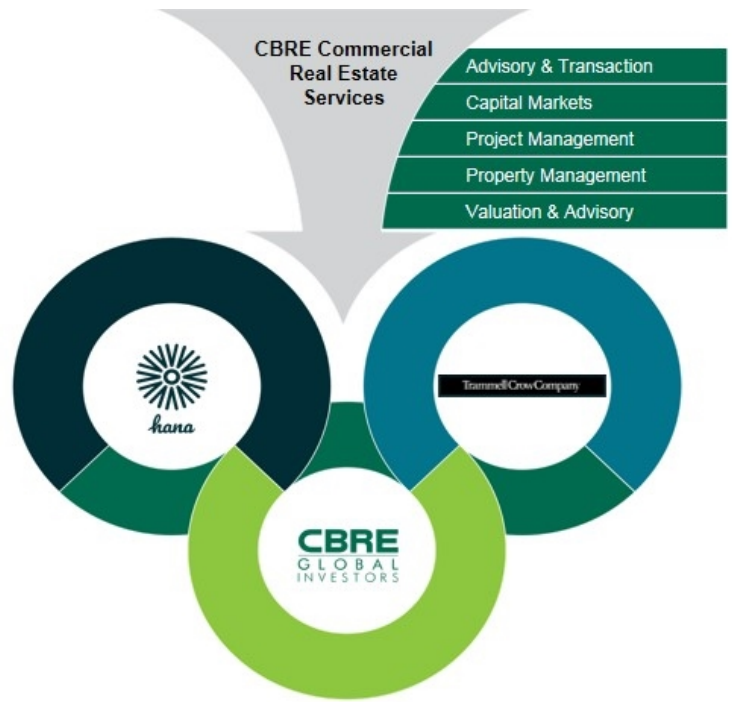 CBRE Commercial
Real Estate
Services
Advisory & Transaction
Capital Markets
Project Management
Property Management
Valuation & Advisory
hana
TrammellCrowCompany
CBRE
GLOBAL
INVESTORS